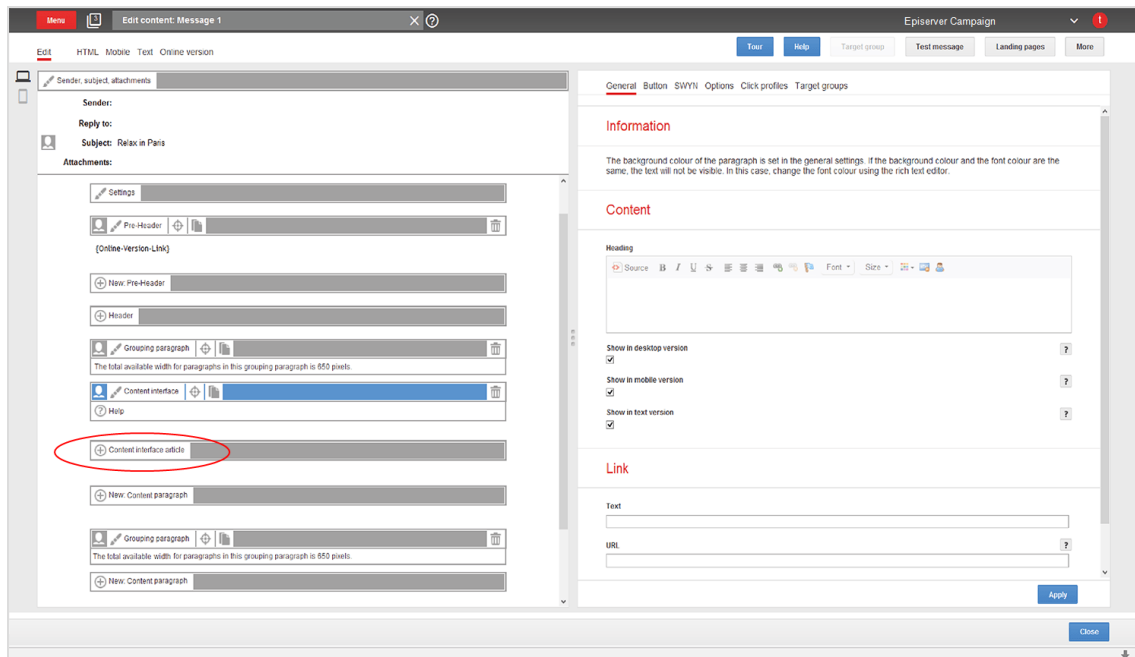 Menu
Edit content: Message 1
Episerver Campaign
t
Edit HTML Mobile Text Online version
Tour Help Target group Test message Landing pages More
Sender, subject, attachments
Sender:
Reply to:
Subject: Relax in Paris
Attachments:
Settings
Pre-Header
{Online-Version-Link}
New: Pre-Header
Header
Grouping paragraph
The total available width for paragraphs in this grouping paragraph is 650 pixels.
Content interface
? Help
Content interface article
New: Content paragraph
Grouping paragraph
The total available width for paragraphs in this grouping paragraph is 650 pixels.
New: Content paragraph
General Button SWYN Options Click profiles Target groups
Information
The background colour of the paragraph is set in the general settings. If the background colour and the font colour are the
same, the text will not be visible. In this case, change the font colour using the rich text editor.
Content
Heading
Source B I U S Font Size
Show in desktop version ?
Show in mobile version ?
Show in text version ?
Link
Text
URL ?
Apply
Close